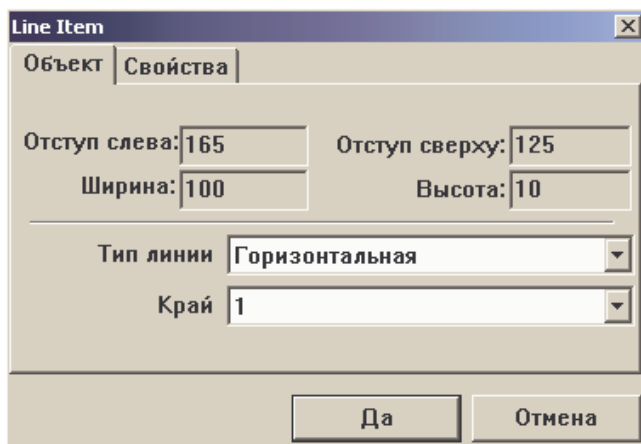 Line Item
Объект Свойства
Отступ слева: 165 Отступ сверху: 125
Ширина: 100 Высота: 10
Тип линии Горизонтальная
Край 1
Да Отмена